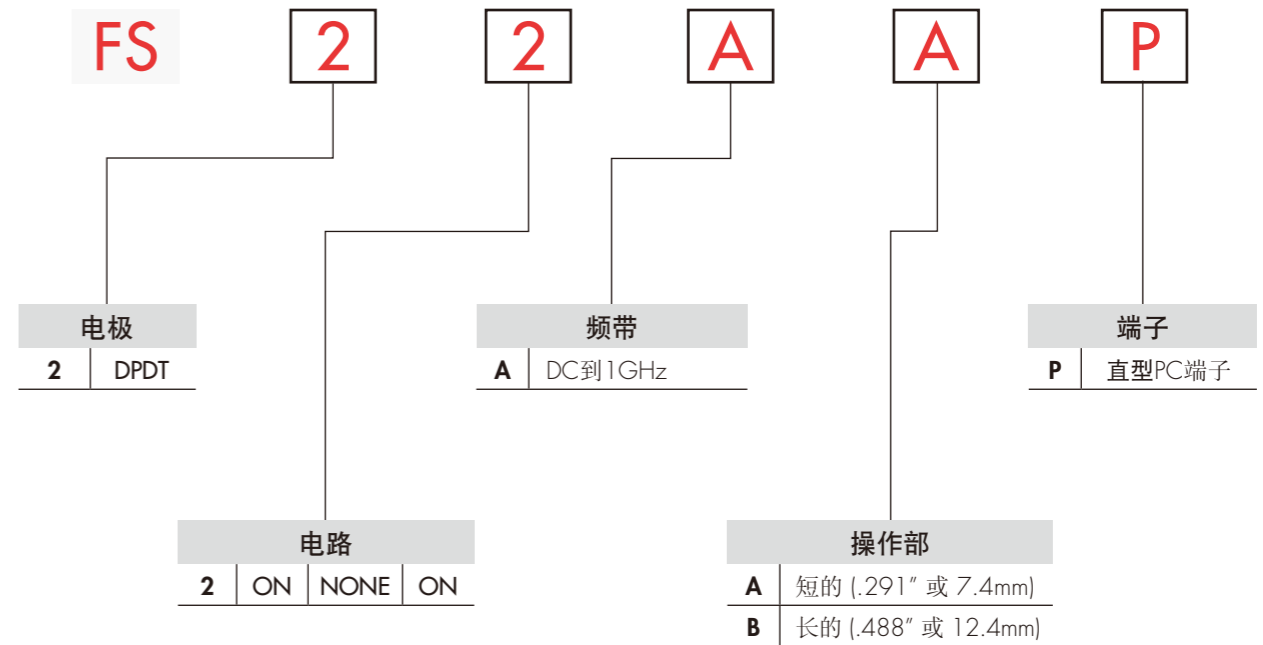 FS 2 2 A A P
电极
2 DPDT
频带
A DC到1GHz
端子
P 直型PC端子
电路
2 ON NONE ON
操作部
A 短的 (.291" 或 7.4mm)
B 长的 (.488" 或 12.4mm)